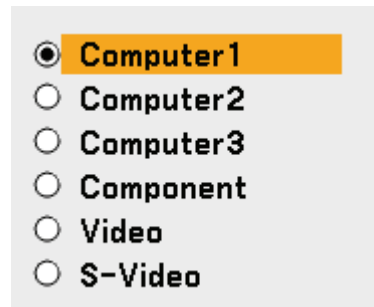 Computer1
Computer2
Computer3
Component
Video
S-Video